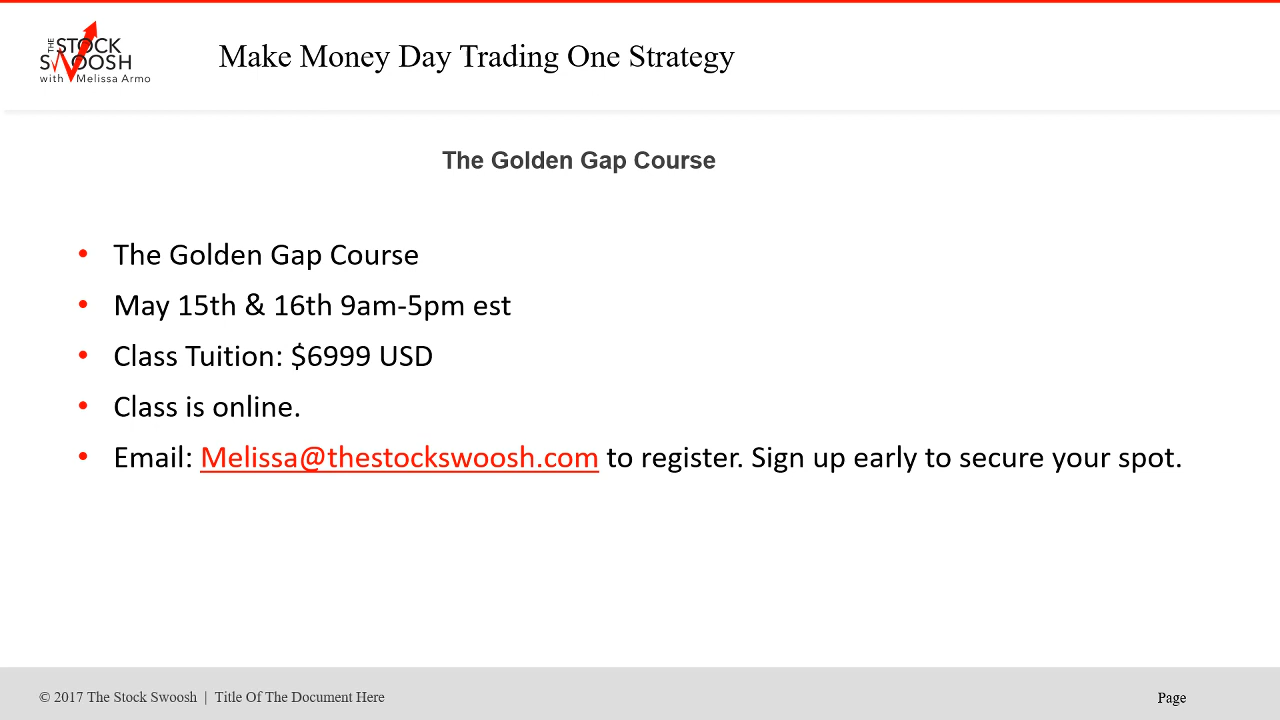 THE STOCK
SWOOSH
with Melissa Armo
Make Money Day Trading One Strategy
The Golden Gap Course
• The Golden Gap Course
• May 15th & 16th 9am-5pm est
• Class Tuition: $6999 USD
• Class is online.
• Email: Melissa@thestockswoosh.com to register. Sign up early to secure your spot.
© 2017 The Stock Swoosh | Title Of The Document Here
Page